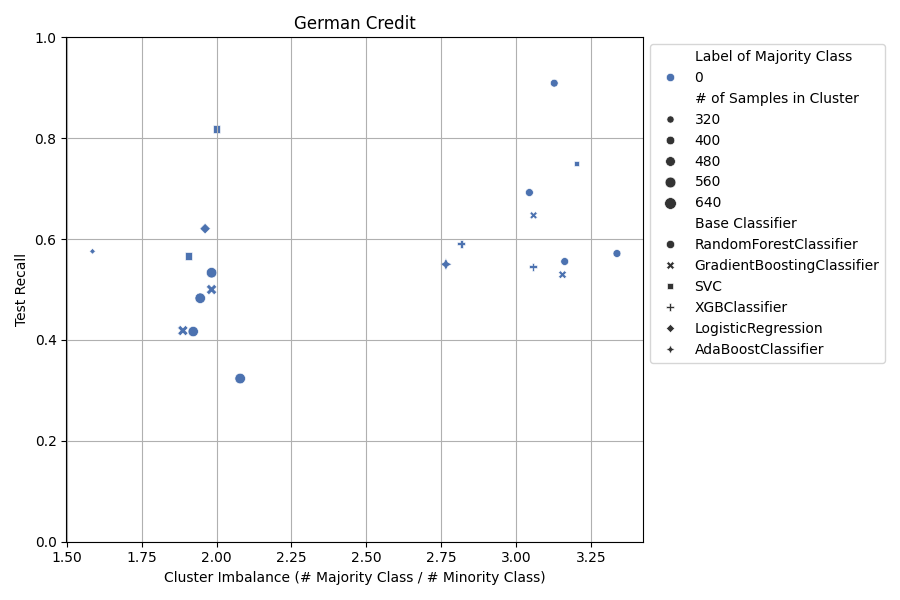 German Credit
Test Recall
1.0
0.8
0.6
0.4
0.2
0.0
1.50 1.75 2.00 2.25 2.50 2.75 3.00 3.25
Cluster Imbalance (# Majority Class / # Minority Class)
Label of Majority Class
0
# of Samples in Cluster
320
400
480
560
640
Base Classifier
RandomForestClassifier
GradientBoostingClassifier
SVC
XGBClassifier
LogisticRegression
AdaBoostClassifier